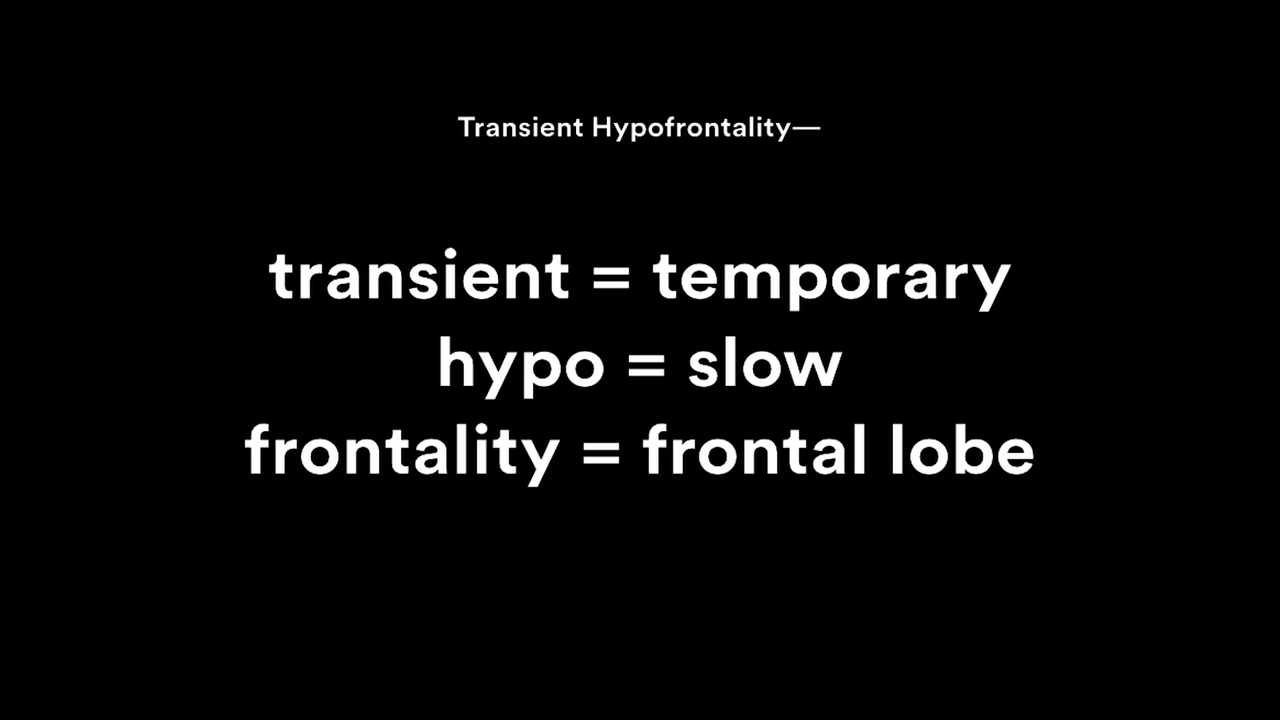 Transient Hypofrontality—
transient = temporary
hypo = slow
frontality = frontal lobe